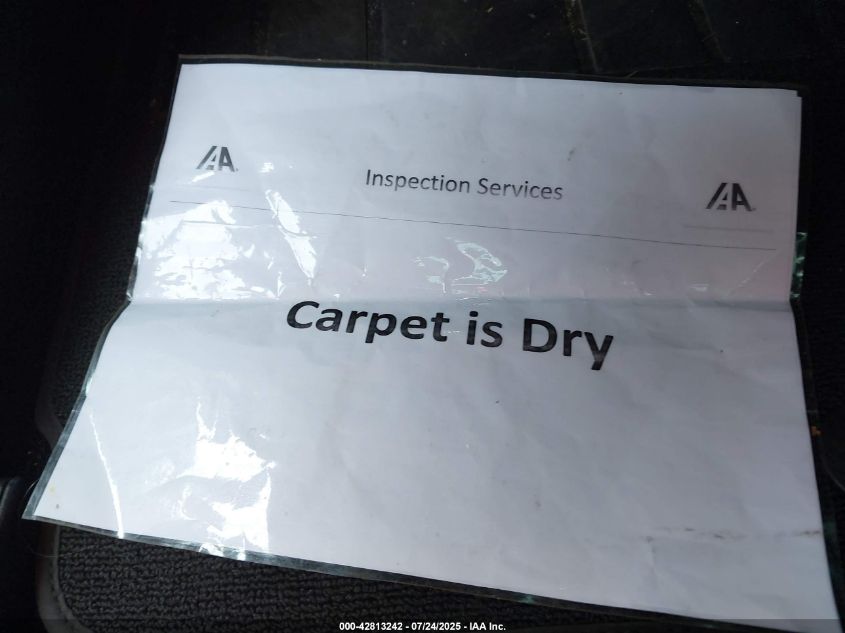 IAA
Inspection Services
IAA
Carpet is Dry
000-42813242 - 07/24/2025 - IAA Inc.